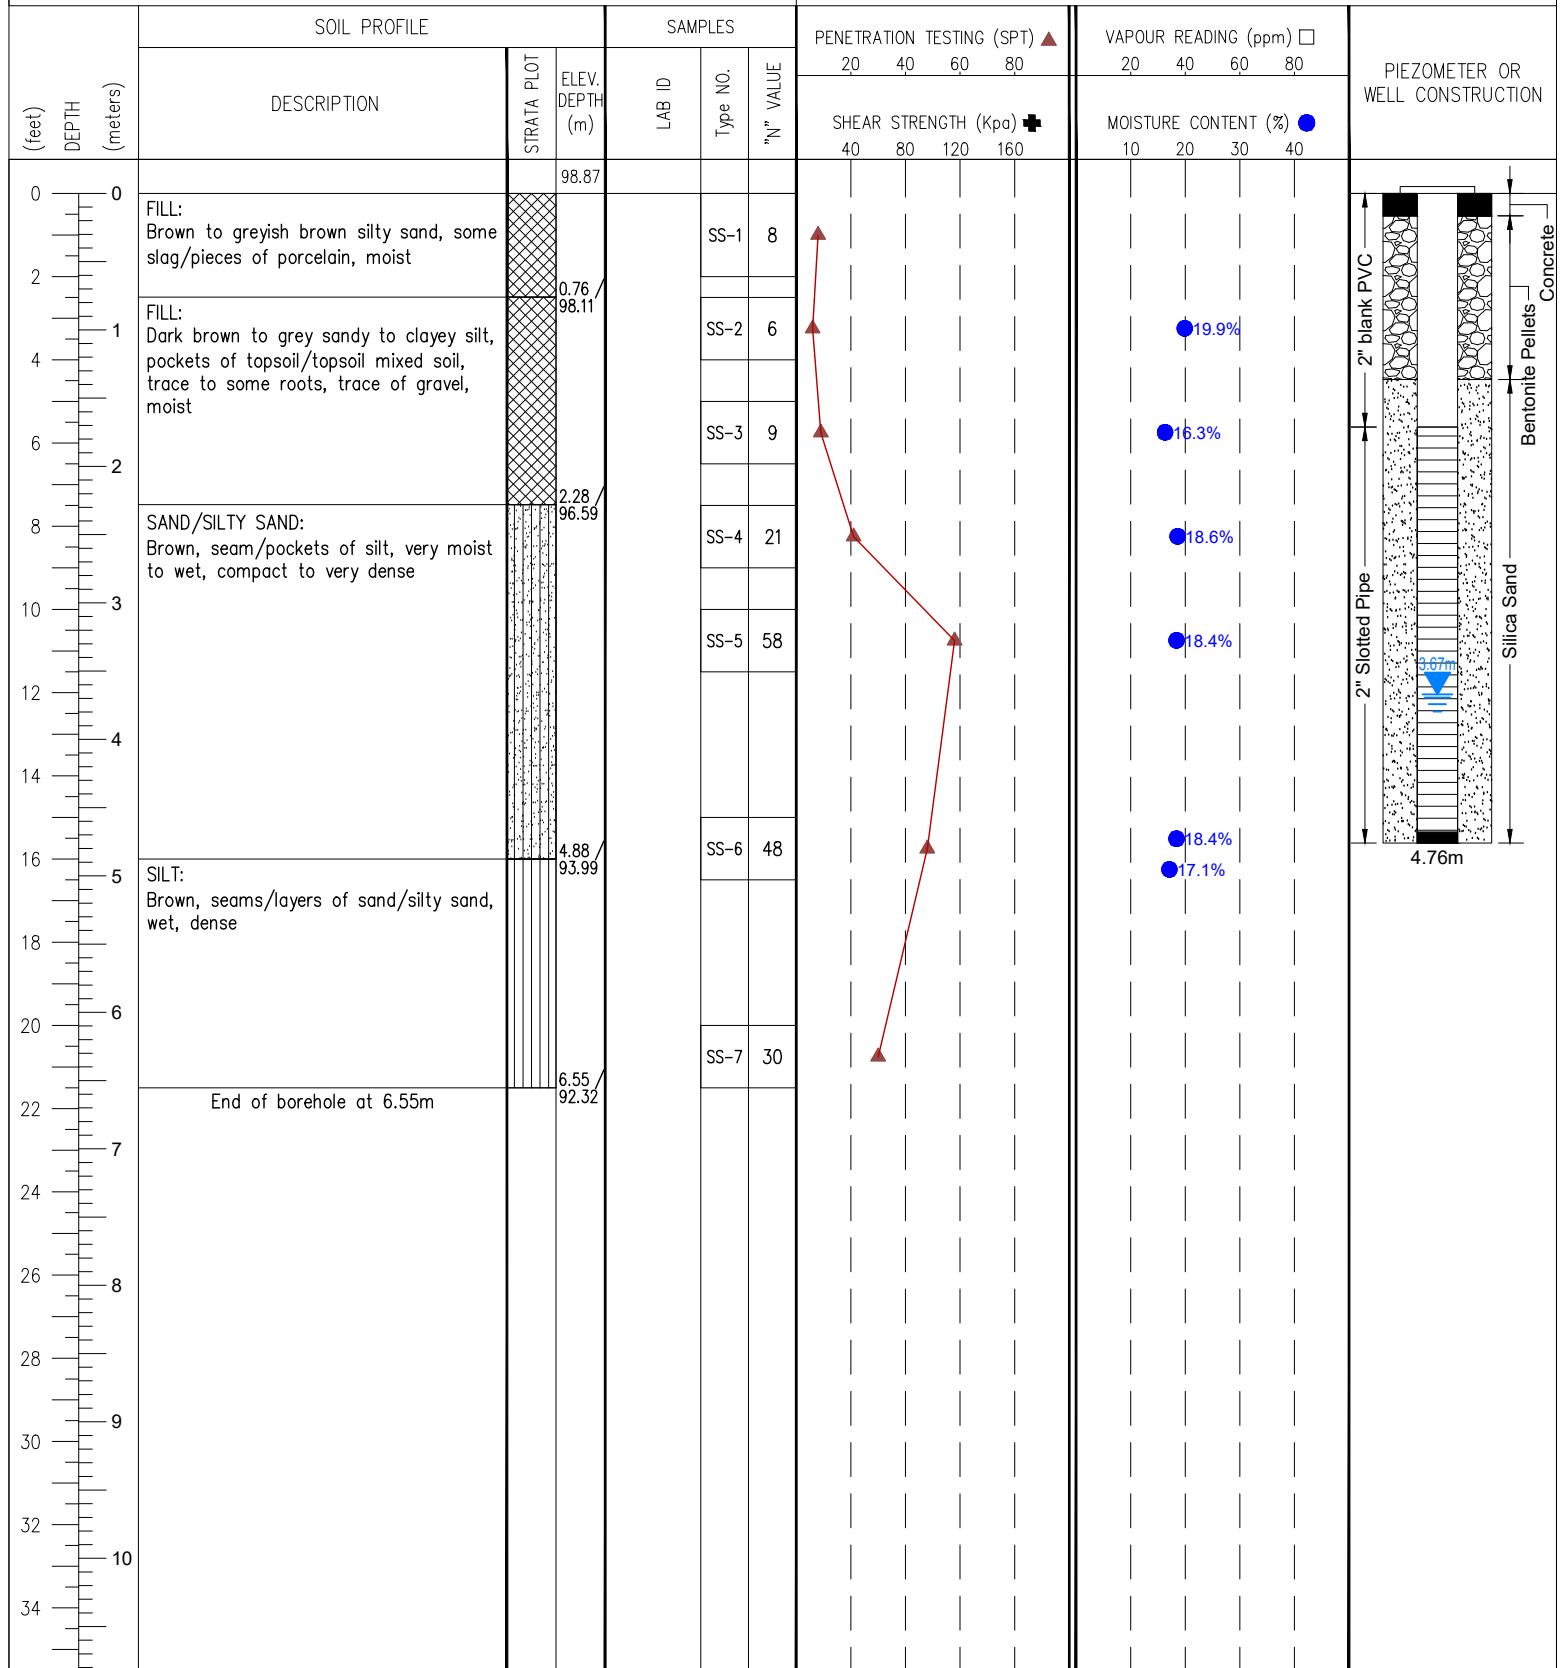 SOIL PROFILE
SAMPLES
PENETRATION TESTING (SPT)
20 40 60 80
SHEAR STRENGTH (Kpa)
40 80 120 160
VAPOUR READING (ppm)
20 40 60 80
MOISTURE CONTENT (%)
10 20 30 40
PIEZOMETER OR
WELL CONSTRUCTION
(feet)
DEPTH
(meters)
DESCRIPTION
STRATA PLOT
ELEV.
DEPTH
(m)
LAB ID
Type NO.
"N" VALUE
98.87
0
2
4
6
8
10
12
14
16
18
20
22
24
26
28
30
32
34
0
1
2
3
4
5
6
7
8
9
10
FILL:
Brown to greyish brown silty sand, some
slag/pieces of porcelain, moist
0.76
98.11
FILL:
Dark brown to grey sandy to clayey silt,
pockets of topsoil/topsoil mixed soil,
trace to some roots, trace of gravel,
moist
2.28
96.59
SAND/SILTY SAND:
Brown, seam/pockets of silt, very moist
to wet, compact to very dense
4.88
93.99
SILT:
Brown, seams/layers of sand/silty sand,
wet, dense
6.55
92.32
End of borehole at 6.55m
SS-1 8
SS-2 6
SS-3 9
SS-4 21
SS-5 58
SS-6 48
SS-7 30
19.9%
16.3%
18.6%
18.4%
18.4%
17.1%
2" blank PVC
2" Slotted Pipe
Concrete
Bentonite Pellets
Silica Sand
3.67m
4.76m